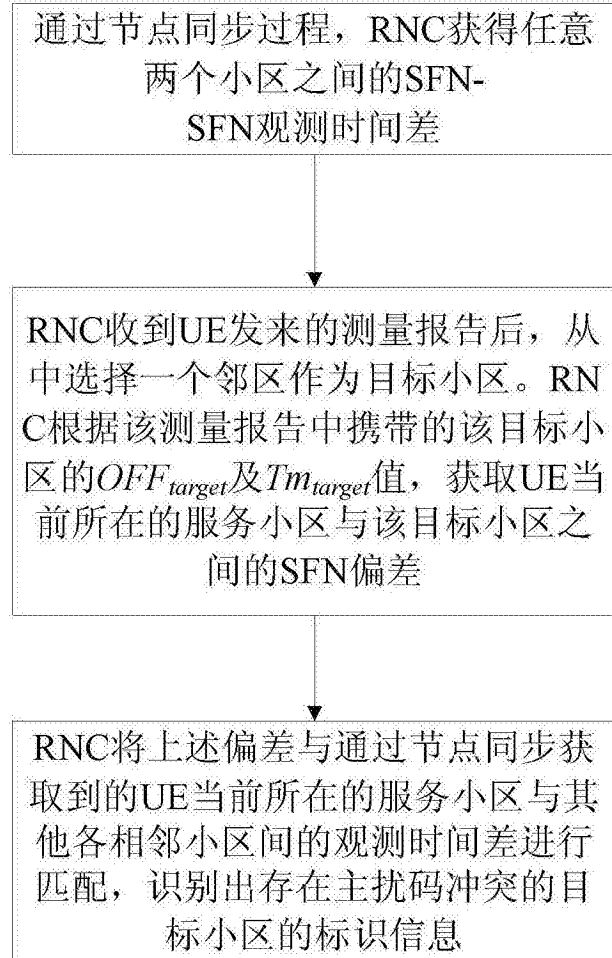 通过节点同步过程，RNC获得任意
两个小区之间的SFN-
SFN观测时间差
RNC收到UE发来的测量报告后，从
中选择一个邻区作为目标小区。RN
C根据该测量报告中携带的该目标小
区的OFFtarget及Tmtarget值，获取UE当
前所在的服务小区与该目标小区之
间的SFN偏差
RNC将上述偏差与通过节点同步获
取到的UE当前所在的服务小区与其
他各相邻小区间的观测时间差进行
匹配，识别出存在主扰码冲突的目
标小区的标识信息